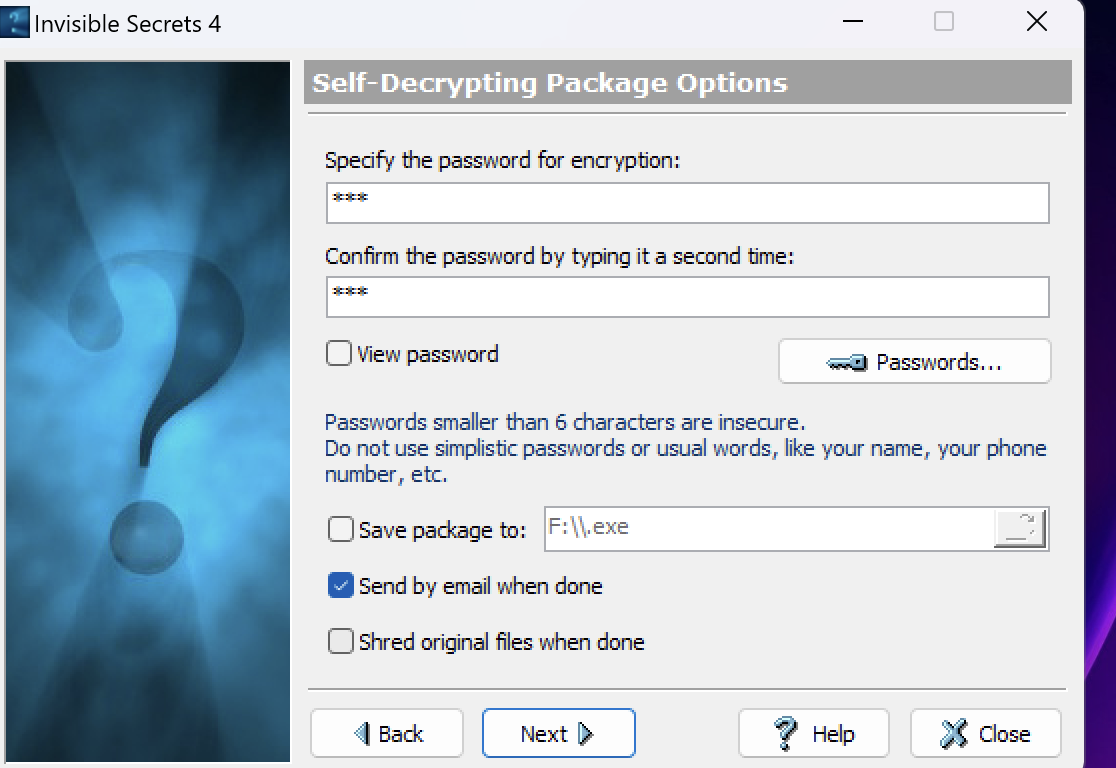 Invisible Secrets 4
Self-Decrypting Package Options
Specify the password for encryption:
***
Confirm the password by typing it a second time:
***
View password
Passwords...
Passwords smaller than 6 characters are insecure.
Do not use simplistic passwords or usual words, like your name, your phone
number, etc.
Save package to: F:\\.exe
Send by email when done
Shred original files when done
Back Next Help Close